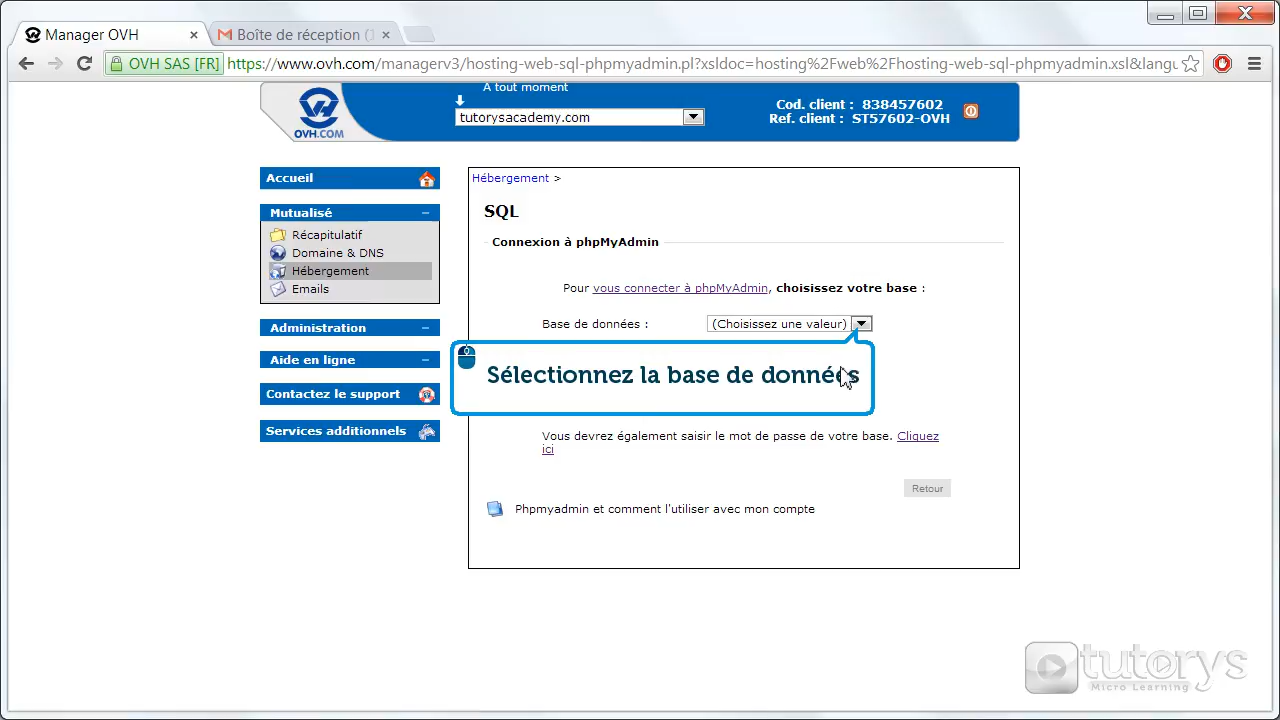 Manager OVH
Boîte de réception (
OVH SAS [FR]
https://www.ovh.com/managerv3/hosting-web-sql-phpmyadmin.pl?xsldoc=hosting%2Fweb%2Fhosting-web-sql-phpmyadmin.xsl&langu
OVH.COM
A tout moment
tutorysacademy.com
Cod. client : 838457602
Ref. client : ST57602-OVH
Accueil
Mutualisé
Récapitulatif
Domaine & DNS
Hébergement
Emails
Administration
Aide en ligne
Contactez le support
Services additionnels
Hébergement >
SQL
Connexion à phpMyAdmin
Pour vous connecter à phpMyAdmin, choisissez votre base :
Base de données :
(Choisissez une valeur)
Sélectionnez la base de données
Vous devrez également saisir le mot de passe de votre base. Cliquez
ici
Retour
Phpmyadmin et comment l'utiliser avec mon compte
tutorys
Micro Learning